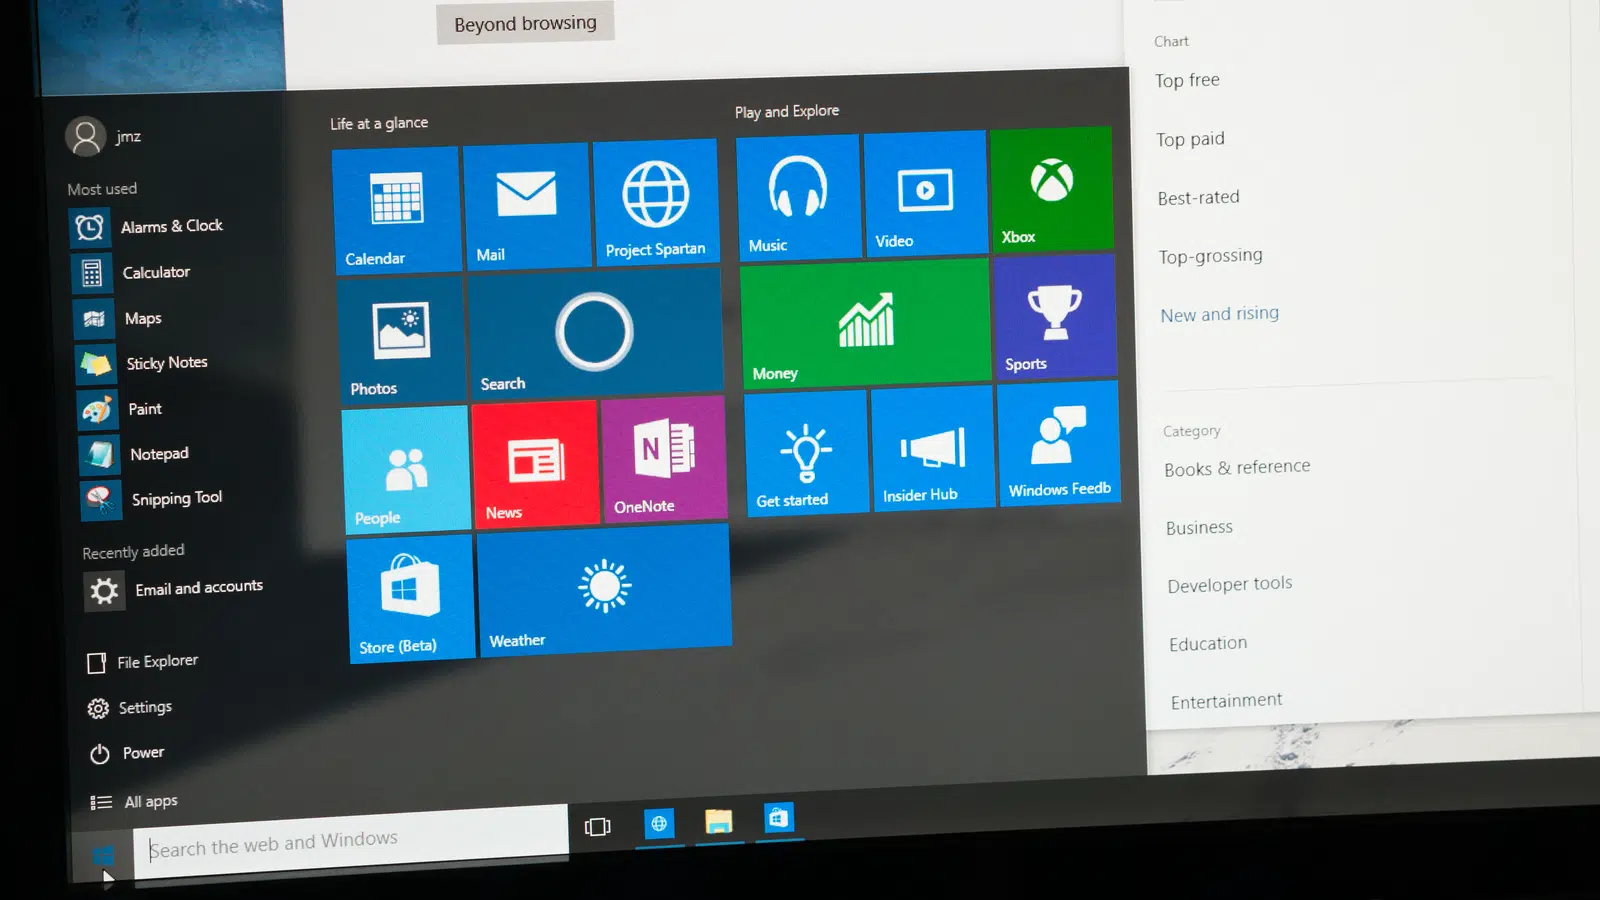 Beyond browsing
jmz
Most used
Alarms & Clock
Calculator
Maps
Sticky Notes
Paint
Notepad
Snipping Tool
Recently added
Email and accounts
File Explorer
Settings
Power
All apps
Search the web and Windows
Life at a glance
Calendar
Mail
Project Spartan
Photos
Search
People
News
N
OneNote
Store (Beta)
Weather
Play and Explore
Music
Video
Xbox
Money
Sports
Get started
Insider Hub
Windows Feedb
Chart
Top free
Top paid
Best-rated
Top-grossing
New and rising
Category
Books & reference
Business
Developer tools
Education
Entertainment